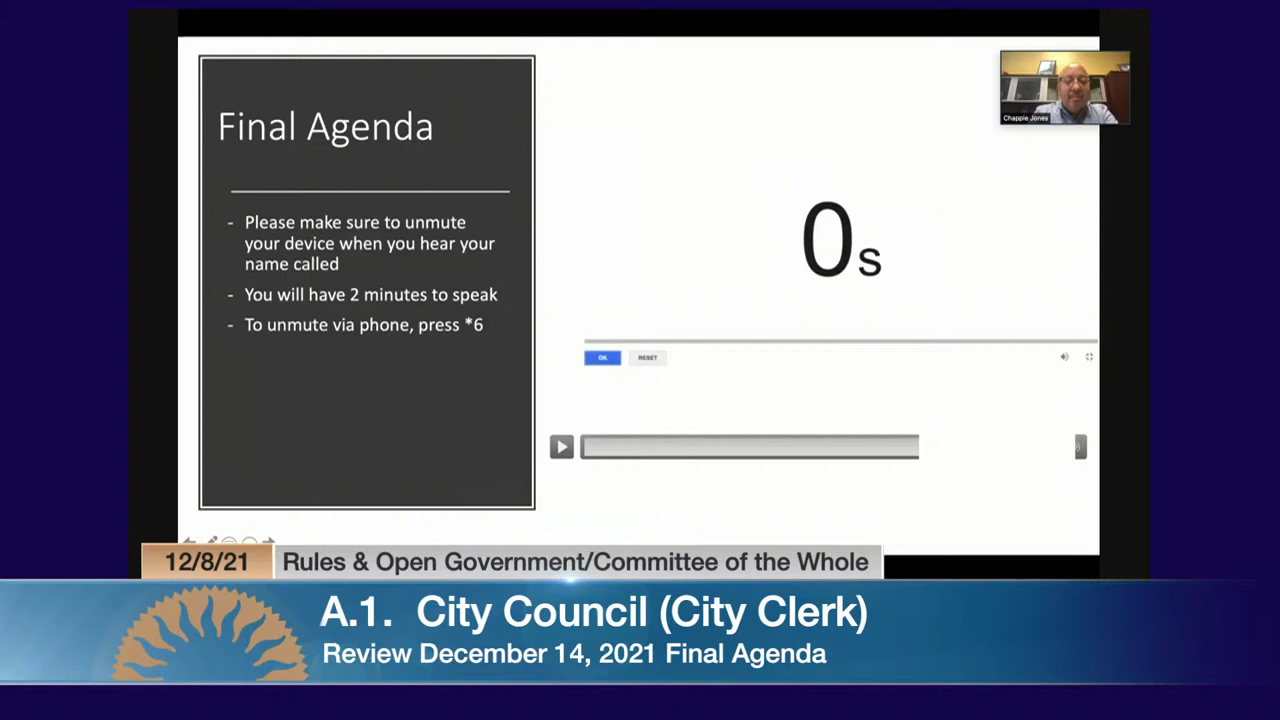 Final Agenda
- Please make sure to unmute
your device when you hear your
name called
- You will have 2 minutes to speak
- To unmute via phone, press *6
Chappie Jones
0s
OK
RESET
12/8/21
Rules & Open Government/Committee of the Whole
A.1. City Council (City Clerk)
Review December 14, 2021 Final Agenda